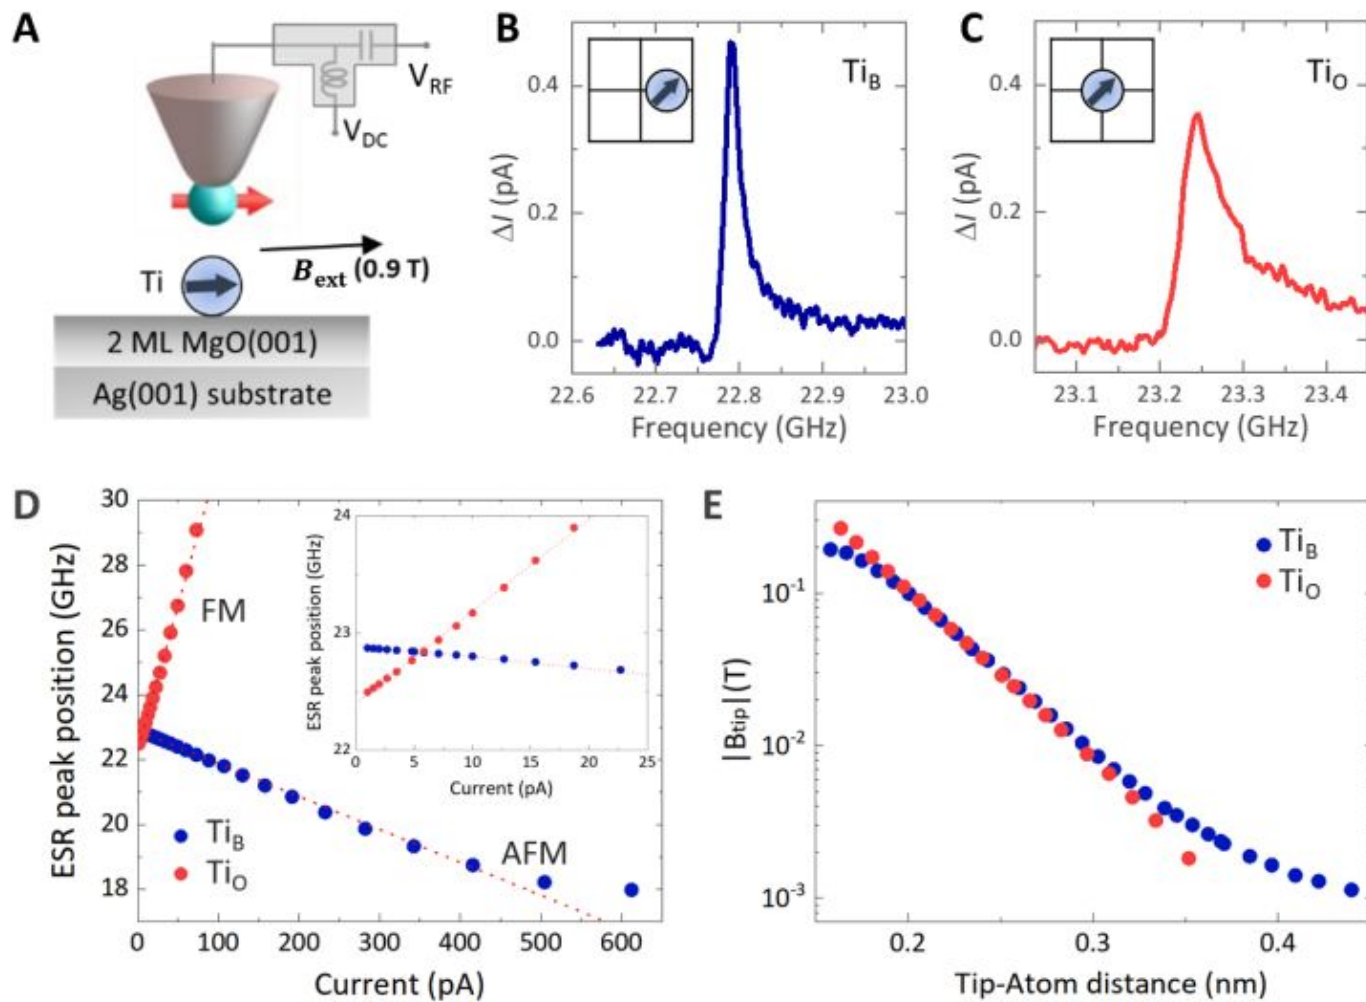 A
V_RF
V_DC
Ti
B_ext (0.9 T)
2 ML MgO(001)
Ag(001) substrate
B
Ti_B
0.4
0.2
0.0
ΔI (pA)
22.6 22.7 22.8 22.9 23.0
Frequency (GHz)
C
Ti_O
0.4
0.2
0.0
ΔI (pA)
23.1 23.2 23.3 23.4
Frequency (GHz)
D
30
28
26
24
22
20
18
ESR peak position (GHz)
FM
AFM
Ti_B
Ti_O
0 100 200 300 400 500 600
Current (pA)
24
23
22
ESR peak position (GHz)
0 5 10 15 20 25
Current (pA)
E
Ti_B
Ti_O
10^-1
10^-2
10^-3
|B_tip| (T)
0.2 0.3 0.4
Tip-Atom distance (nm)